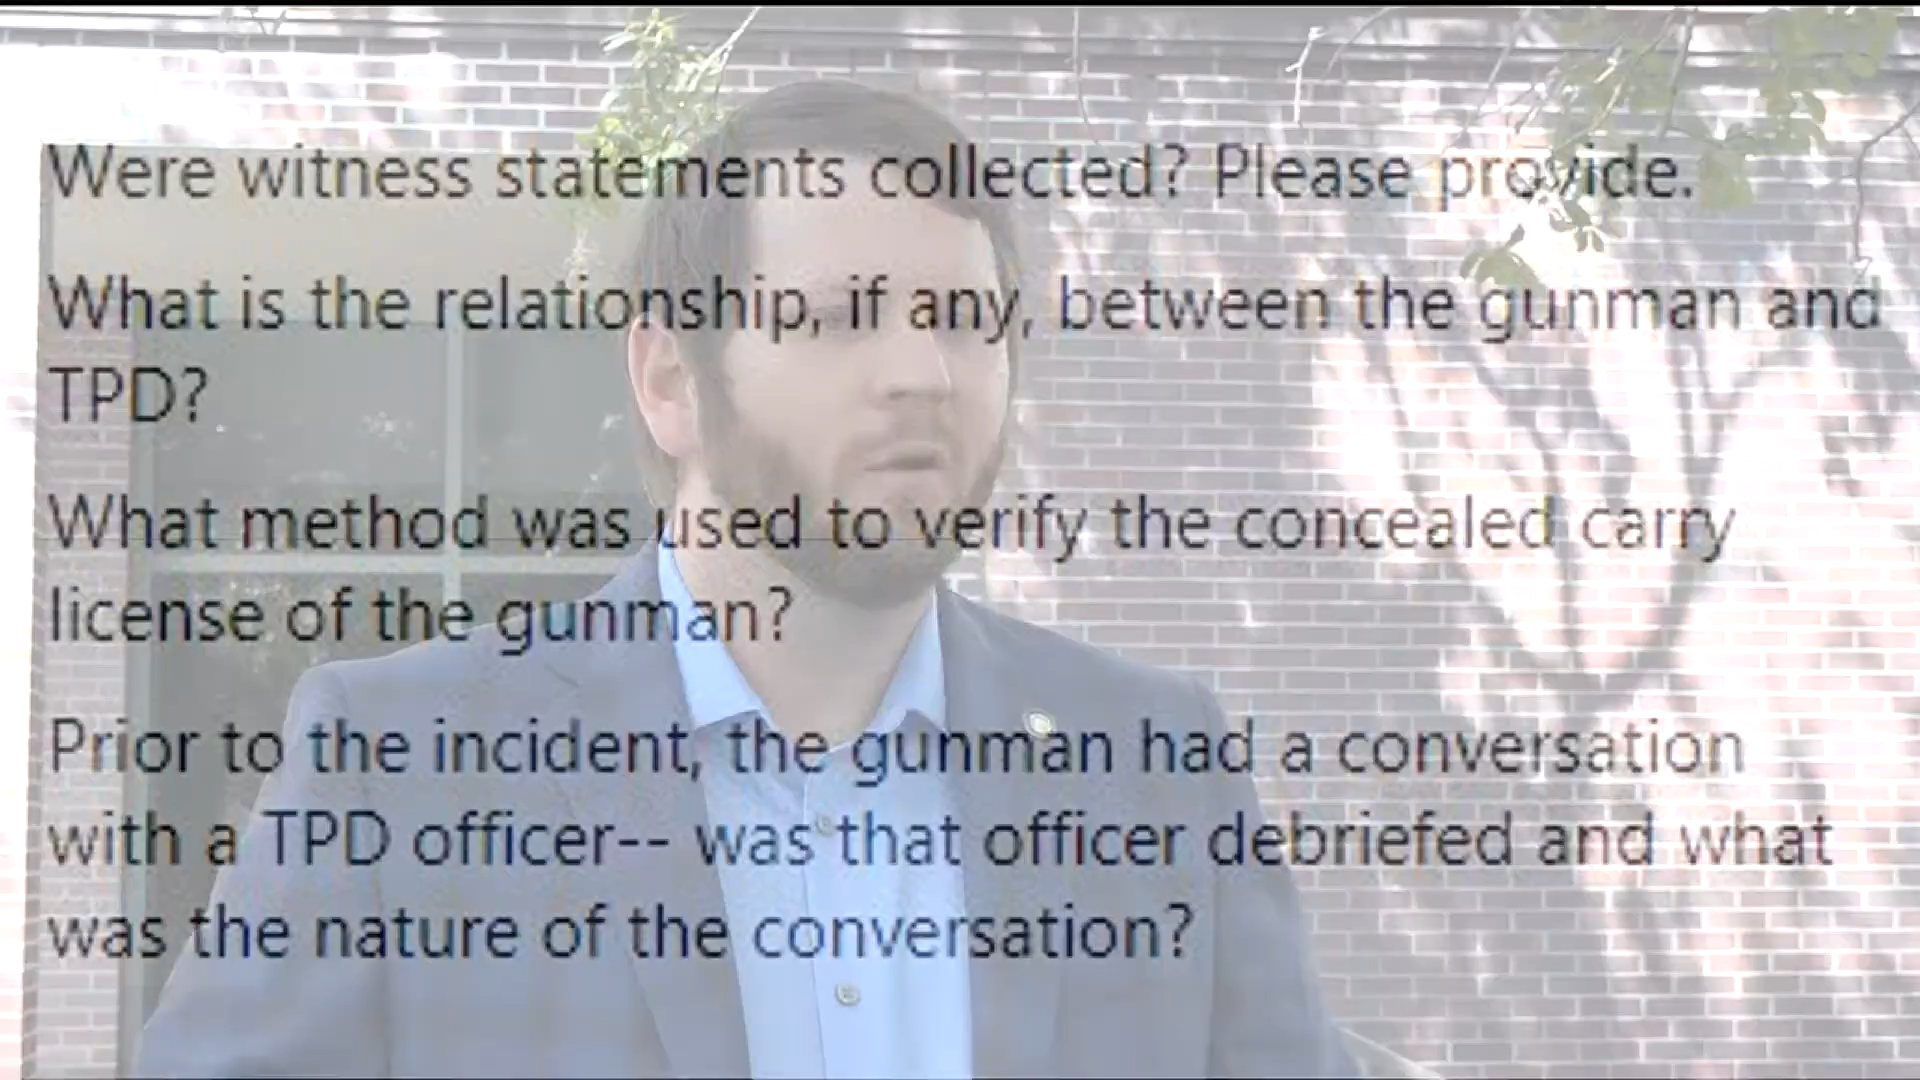 Were witness statements collected? Please provide.
What is the relationship, if any, between the gunman and
TPD?
What method was used to verify the concealed carry
license of the gunman?
Prior to the incident, the gunman had a conversation
with a TPD officer-- was that officer debriefed and what
was the nature of the conversation?